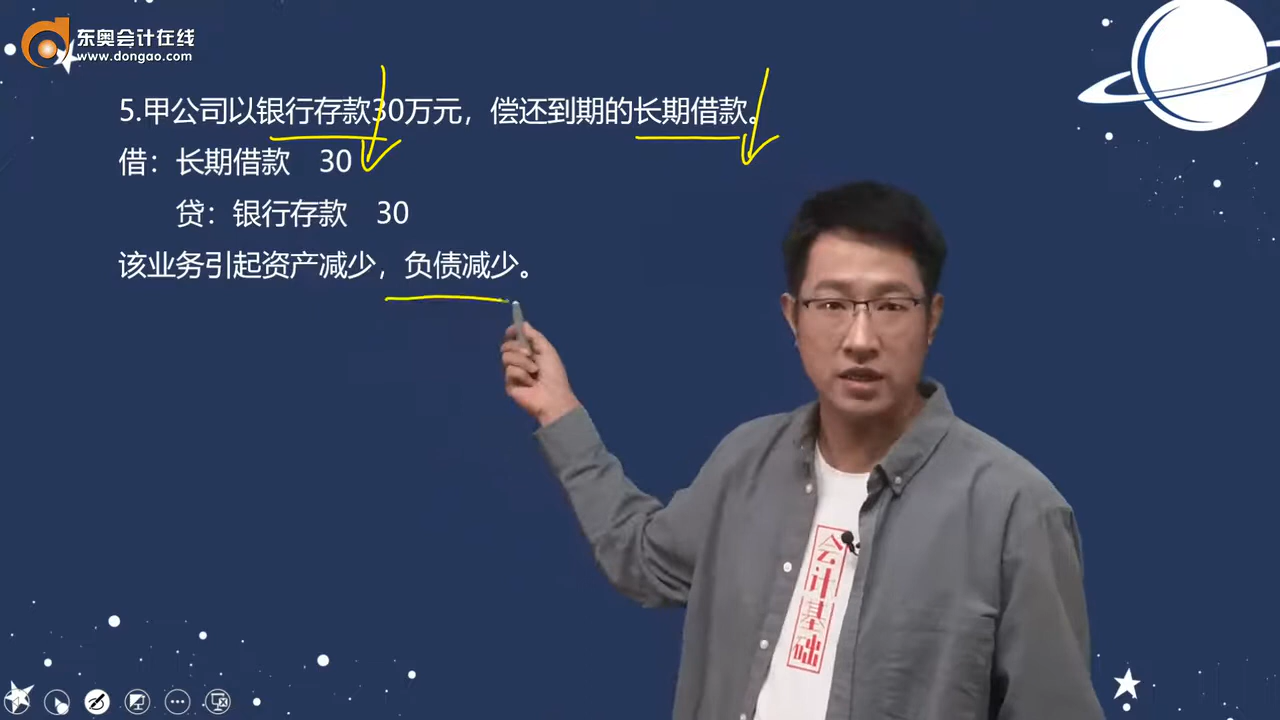 东奥会计在线
www.dongao.com
5.甲公司以银行存款30万元，偿还到期的长期借款。
借：长期借款 30
贷：银行存款 30
该业务引起资产减少，负债减少。
会计基础